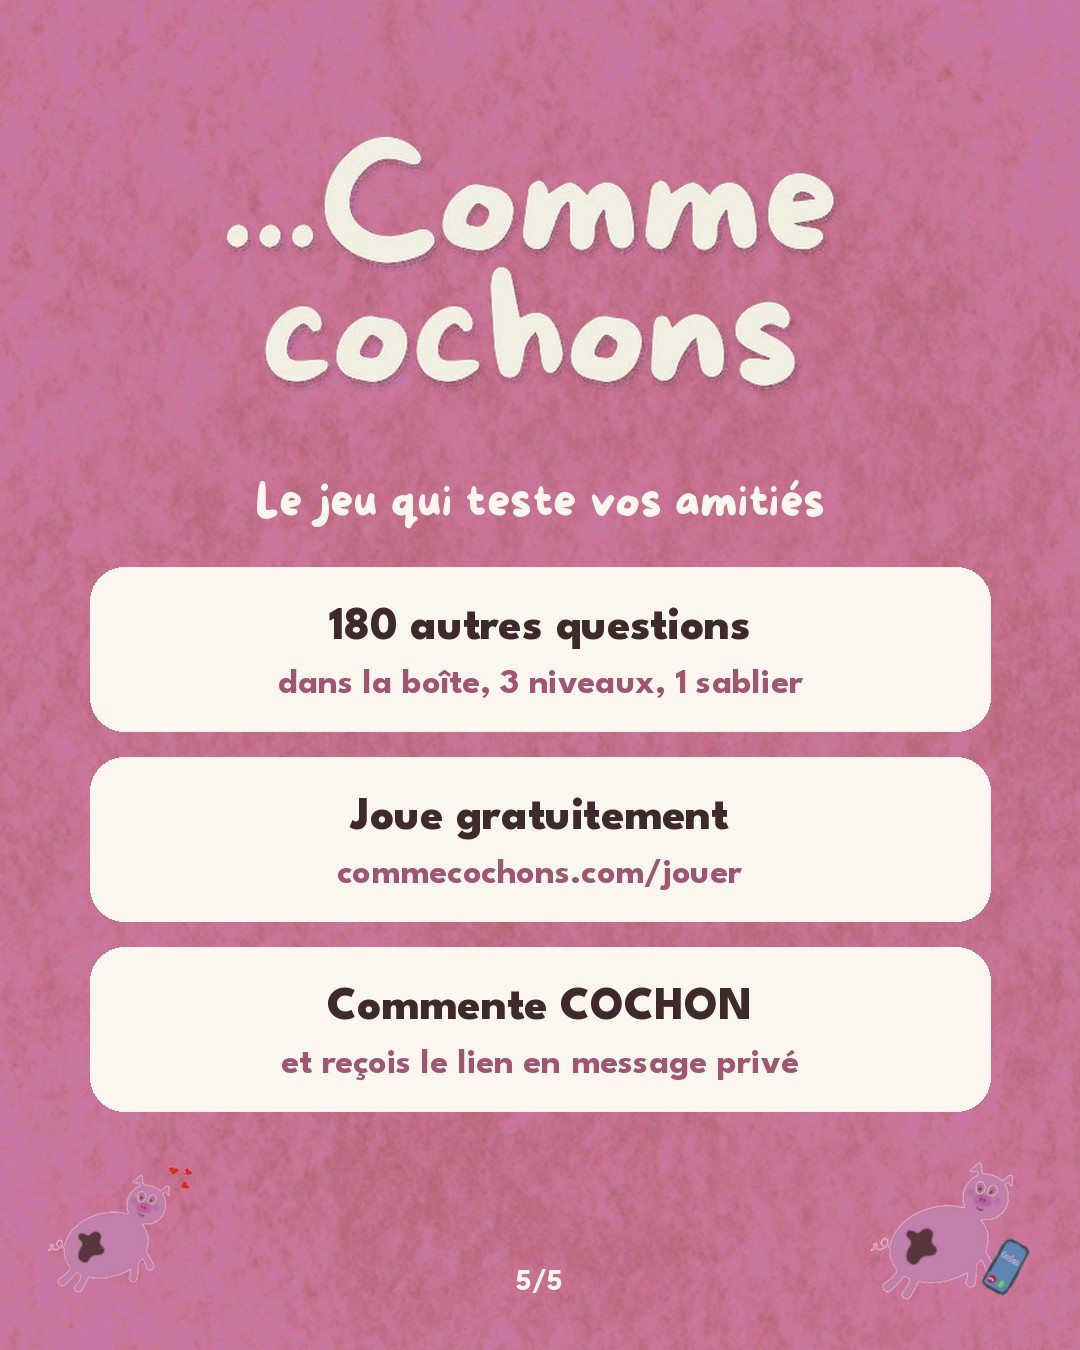 ...Comme
cochons
Le jeu qui teste vos amitiés
180 autres questions
dans la boîte, 3 niveaux, 1 sablier
Joue gratuitement
commecochons.com/jouer
Commente COCHON
et reçois le lien en message privé
5/5